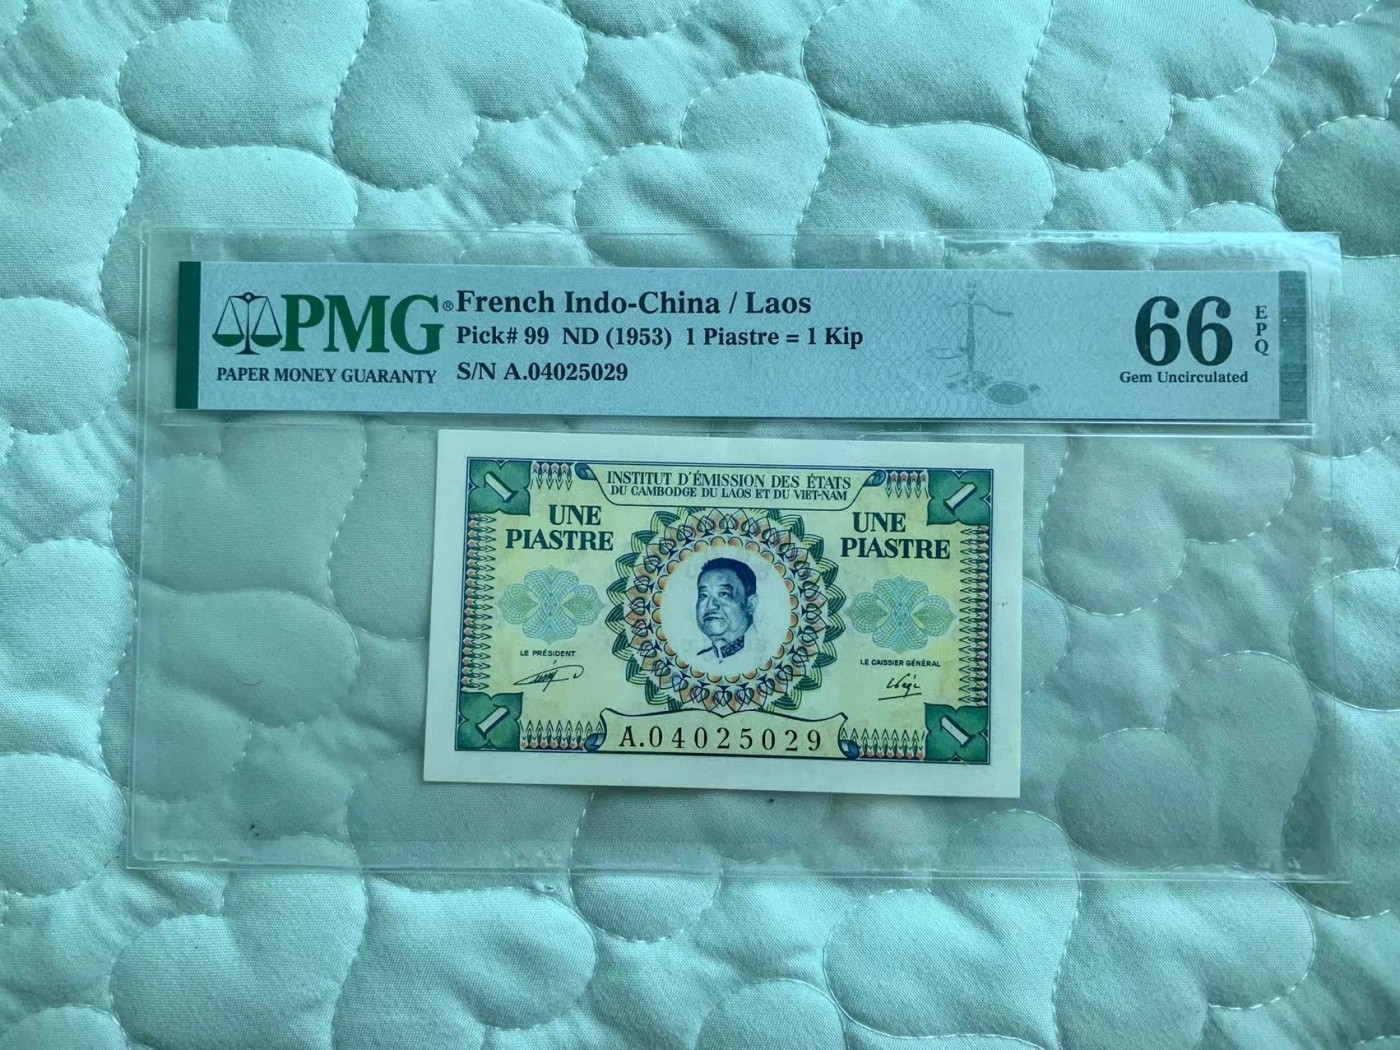 PMG®
PAPER MONEY GUARANTY
French Indo-China / Laos
Pick# 99 ND (1953) 1 Piastre = 1 Kip
S/N A.04025029
66
EPQ
Gem Uncirculated
1
1
INSTITUT D'ÉMISSION DES ÉTATS
DU CAMBODGE DU LAOS ET DU VIET-NAM
UNE
PIASTRE
UNE
PIASTRE
LE PRÉSIDENT
LE CAISSIER GÉNÉRAL
1
1
A.04025029